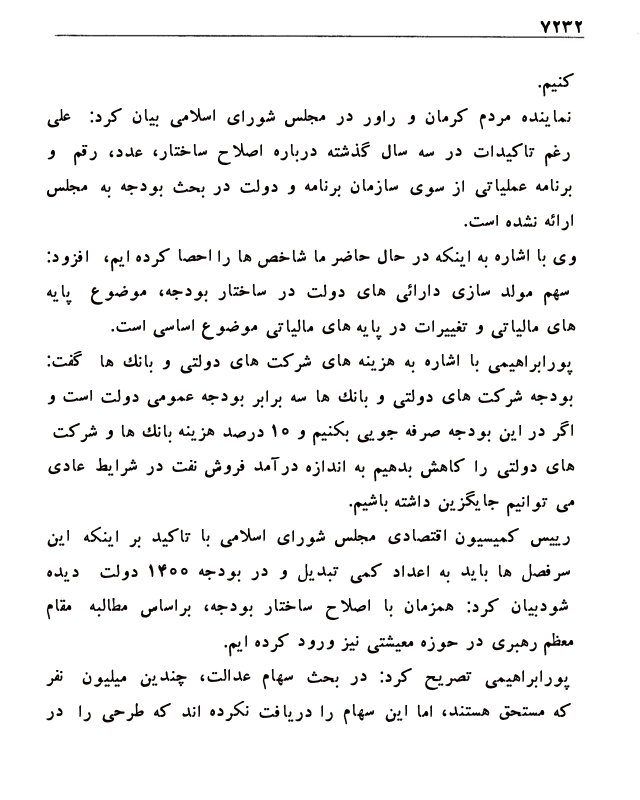 ۷۲۳۲
کنیم.
نماینده مردم کرمان و راور در مجلس شورای اسلامی بیان کرد: علی
رغم تاکیدات در سه سال گذشته درباره اصلاح ساختار، عدد، رقم و
برنامه عملیاتی از سوی سازمان برنامه و دولت در بحث بودجه به مجلس
ارائه نشده است.
وی با اشاره به اینکه در حال حاضر ما شاخص ها را احصا کرده ایم، افزود:
سهم مولد سازی دارائی های دولت در ساختار بودجه، موضوع پایه
های مالیاتی و تغییرات در پایه های مالیاتی موضوع اساسی است.
پورابراهیمی با اشاره به هزینه های شرکت های دولتی و بانك ها گفت:
بودجه شرکت های دولتی و بانك ها سه برابر بودجه عمومی دولت است و
اگر در این بودجه صرفه جویی بکنیم و ۱۰ درصد هزینه بانك ها و شرکت
های دولتی را کاهش بدهیم به اندازه درآمد فروش نفت در شرایط عادی
می توانیم جایگزین داشته باشیم.
رییس کمیسیون اقتصادی مجلس شورای اسلامی با تاکید بر اینکه این
سرفصل ها باید به اعداد کمی تبدیل و در بودجه ۱۴۰۰ دولت دیده
شودبیان کرد: همزمان با اصلاح ساختار بودجه، براساس مطالبه مقام
معظم رهبری در حوزه معیشتی نیز ورود کرده ایم.
پورابراهیمی تصریح کرد: در بحث سهام عدالت، چندین میلیون نفر
که مستحق هستند، اما این سهام را دریافت نکرده اند که طرحی را در